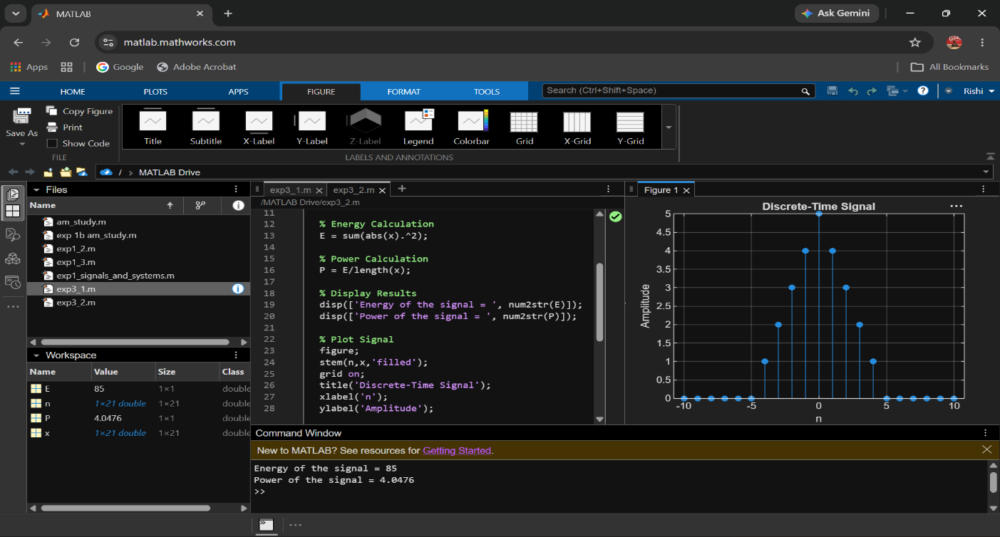 MATLAB
Ask Gemini
matlab.mathworks.com
Apps
Google
Adobe Acrobat
All Bookmarks
HOME PLOTS APPS FIGURE FORMAT TOOLS
Search (Ctrl+Shift+Space)
Rishi
Save As
Copy Figure
Print
Show Code
FILE
Title Subtitle X-Label Y-Label Z-Label Legend Colorbar Grid X-Grid Y-Grid
LABELS AND ANNOTATIONS
/ > MATLAB Drive
Files
Name
am_study.m
exp 1b am_study.m
exp1_2.m
exp1_3.m
exp1_signals_and_systems.m
exp3_1.m
exp3_2.m
Workspace
Name Value Size Class
E 85 1×1 double
n 1×21 double 1×21 double
P 4.0476 1×1 double
x 1×21 double 1×21 double
exp3_1.m exp3_2.m
/MATLAB Drive/exp3_2.m
11
12 % Energy Calculation
13 E = sum(abs(x).^2);
14
15 % Power Calculation
16 P = E/length(x);
17
18 % Display Results
19 disp(['Energy of the signal = ', num2str(E)]);
20 disp(['Power of the signal = ', num2str(P)]);
21
22 % Plot Signal
23 figure;
24 stem(n,x,'filled');
25 grid on;
26 title('Discrete-Time Signal');
27 xlabel('n');
28 ylabel('Amplitude');
Figure 1
Discrete-Time Signal
5
4.5
4
3.5
3
2.5
2
1.5
1
0.5
0
Amplitude
-10 -5 0 5 10
n
Command Window
New to MATLAB? See resources for Getting Started.
Energy of the signal = 85
Power of the signal = 4.0476
>>